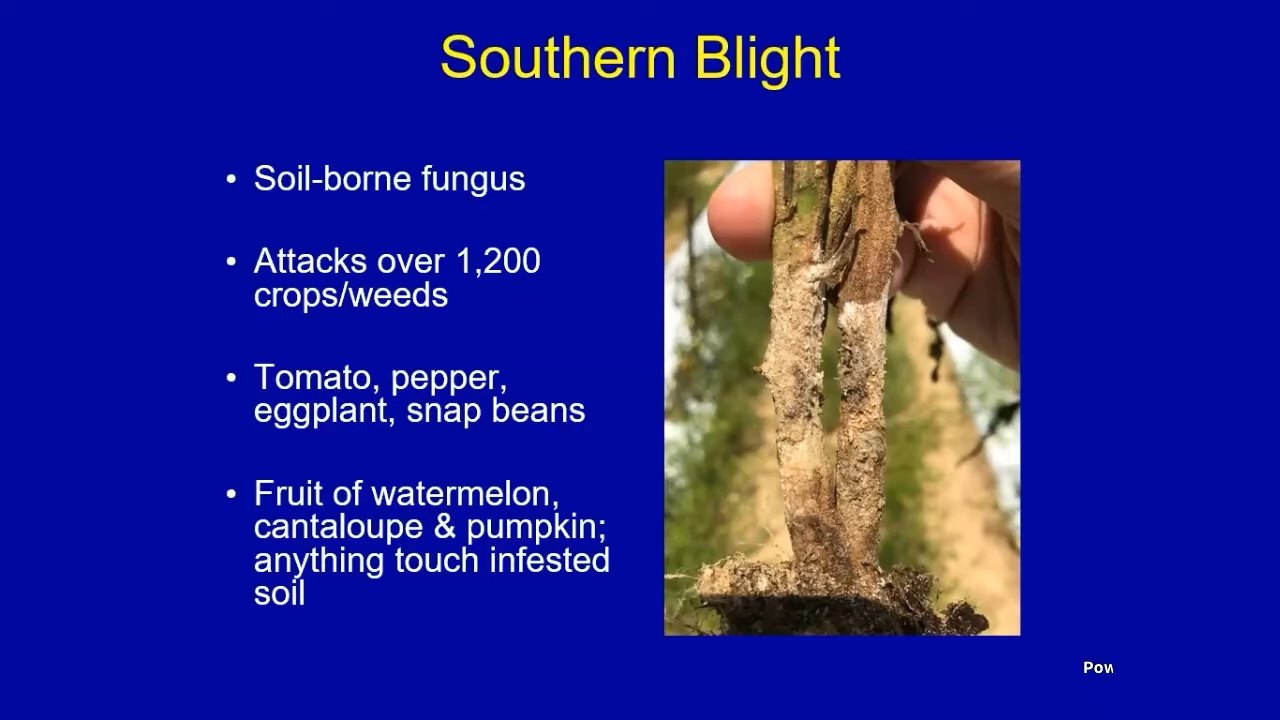 Southern Blight
• Soil-borne fungus
• Attacks over 1,200
crops/weeds
• Tomato, pepper,
eggplant, snap beans
• Fruit of watermelon,
cantaloupe & pumpkin;
anything touch infested
soil